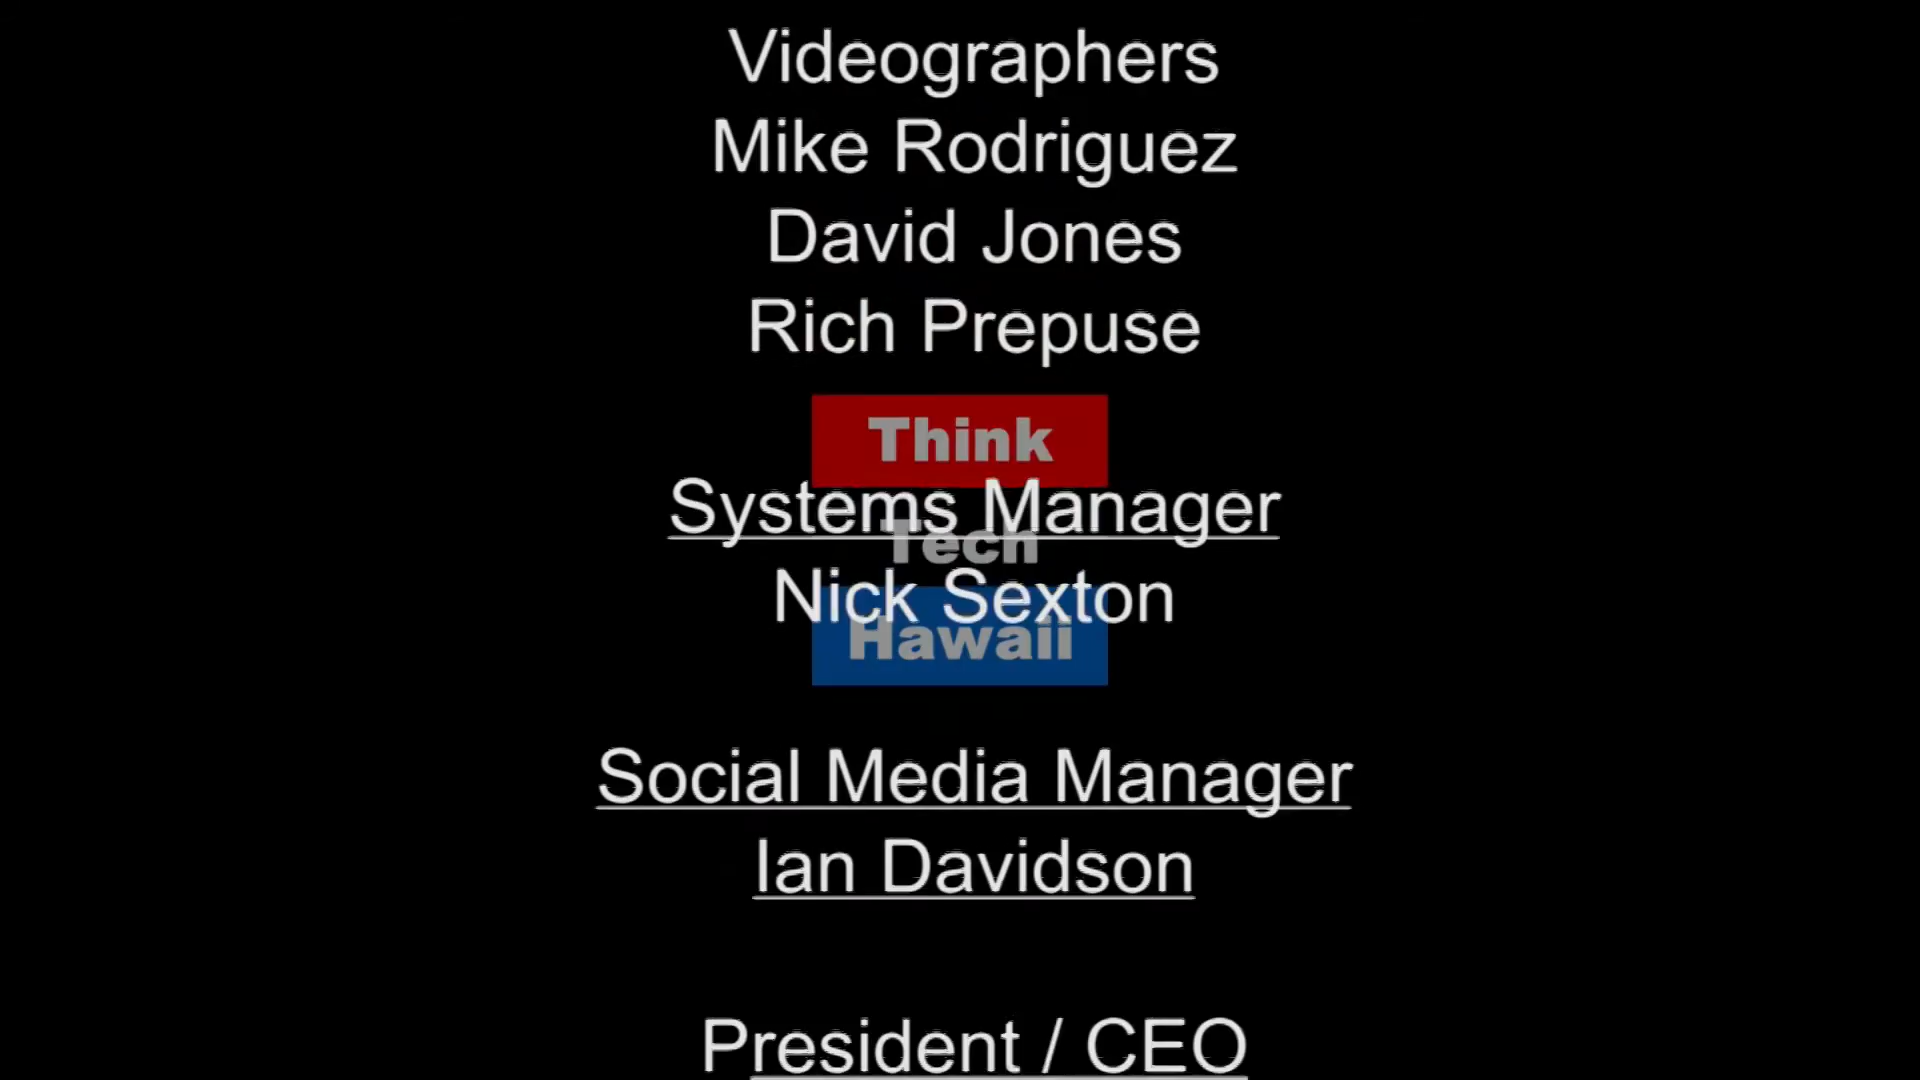 Videographers
Mike Rodriguez
David Jones
Rich Prepuse
Think
Systems Manager
Tech
Nick Sexton
Hawaii
Social Media Manager
Ian Davidson
President / CEO